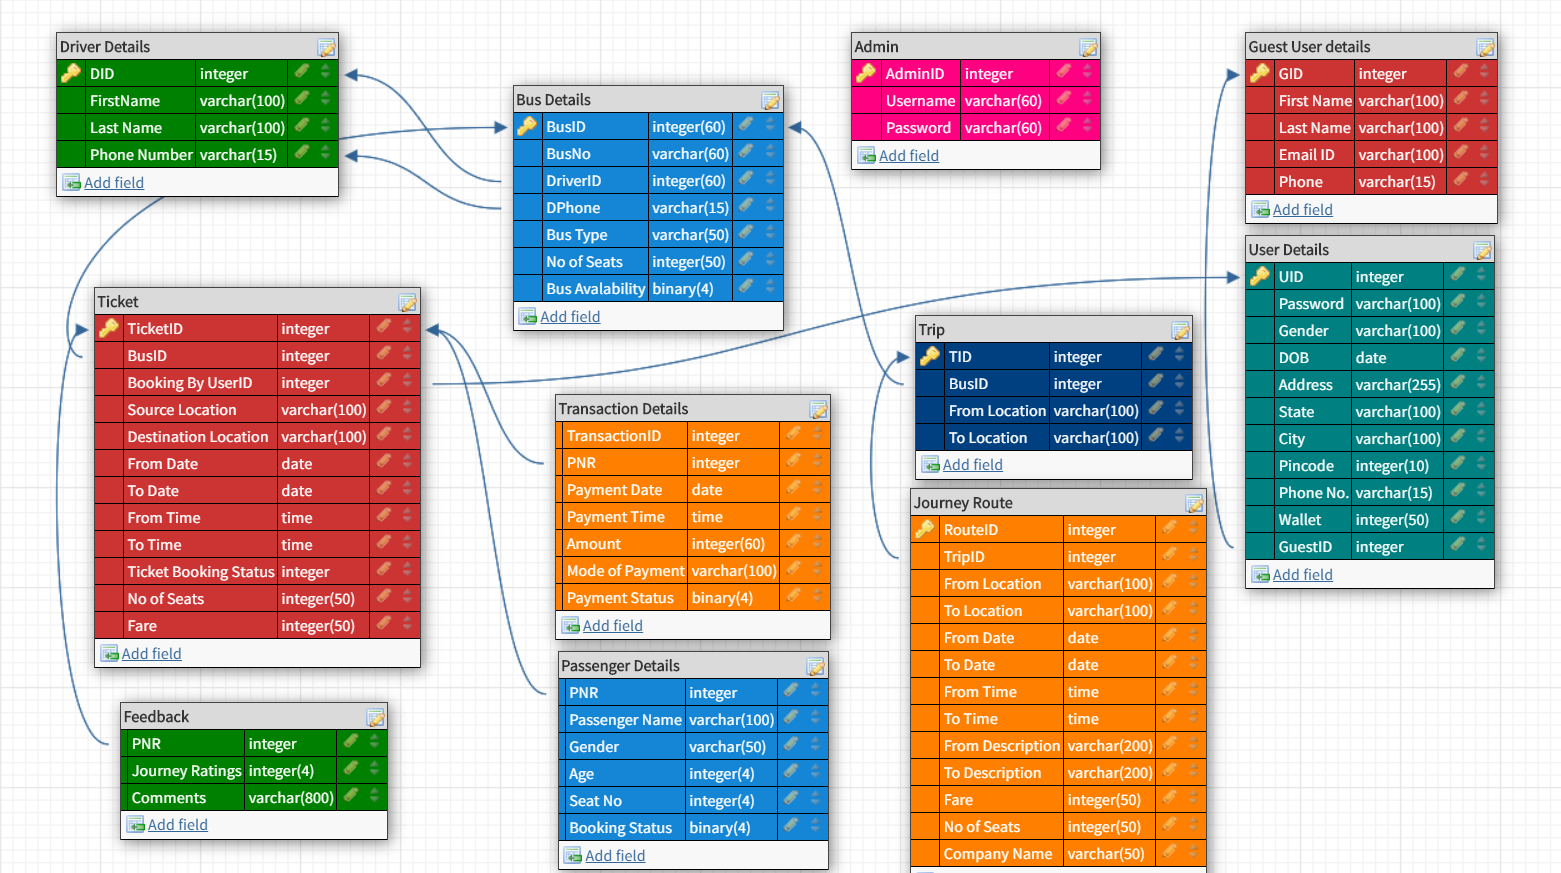 Driver Details
DID integer
FirstName varchar(100)
Last Name varchar(100)
Phone Number varchar(15)
Add field
Bus Details
BusID integer(60)
BusNo varchar(60)
DriverID integer(60)
DPhone varchar(15)
Bus Type varchar(50)
No of Seats integer(50)
Bus Avalability binary(4)
Add field
Admin
AdminID integer
Username varchar(60)
Password varchar(60)
Add field
Guest User details
GID integer
First Name varchar(100)
Last Name varchar(100)
Email ID varchar(100)
Phone varchar(15)
Add field
User Details
UID integer
Password varchar(100)
Gender varchar(100)
DOB date
Address varchar(255)
State varchar(100)
City varchar(100)
Pincode integer(10)
Phone No. varchar(15)
Wallet integer(50)
GuestID integer
Add field
Ticket
TicketID integer
BusID integer
Booking By UserID integer
Source Location varchar(100)
Destination Location varchar(100)
From Date date
To Date date
From Time time
To Time time
Ticket Booking Status integer
No of Seats integer(50)
Fare integer(50)
Add field
Transaction Details
TransactionID integer
PNR integer
Payment Date date
Payment Time time
Amount integer(60)
Mode of Payment varchar(100)
Payment Status binary(4)
Add field
Trip
TID integer
BusID integer
From Location varchar(100)
To Location varchar(100)
Add field
Journey Route
RouteID integer
TripID integer
From Location varchar(100)
To Location varchar(100)
From Date date
To Date date
From Time time
To Time time
From Description varchar(200)
To Description varchar(200)
Fare integer(50)
No of Seats integer(50)
Company Name varchar(50)
Passenger Details
PNR integer
Passenger Name varchar(100)
Gender varchar(50)
Age integer(4)
Seat No integer(4)
Booking Status binary(4)
Add field
Feedback
PNR integer
Journey Ratings integer(4)
Comments varchar(800)
Add field